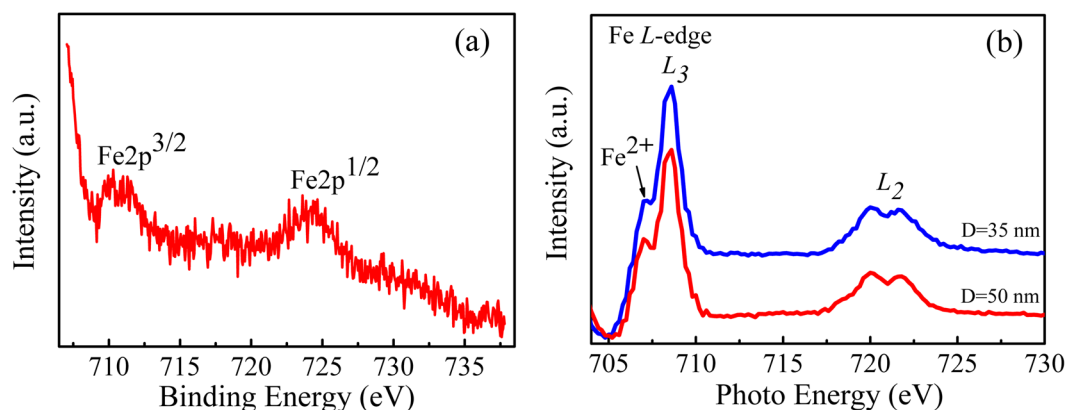 (a)
Fe2p3/2
Fe2p1/2
Intensity (a.u.)
710 715 720 725 730 735
Binding Energy (eV)
Fe L-edge
(b)
L3
Fe2+
L2
D=35 nm
D=50 nm
Intensity (a.u.)
705 710 715 720 725 730
Photo Energy (eV)